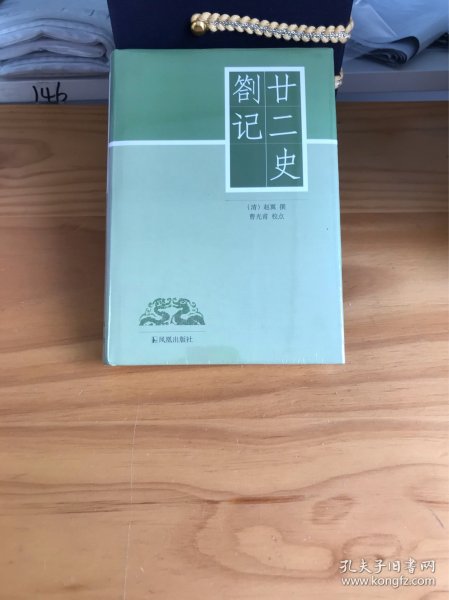 146
廿二史
劄记
（清）赵翼 撰
曹光甫 校点
凤凰出版社
孔夫子旧书网
www.kongfz.com